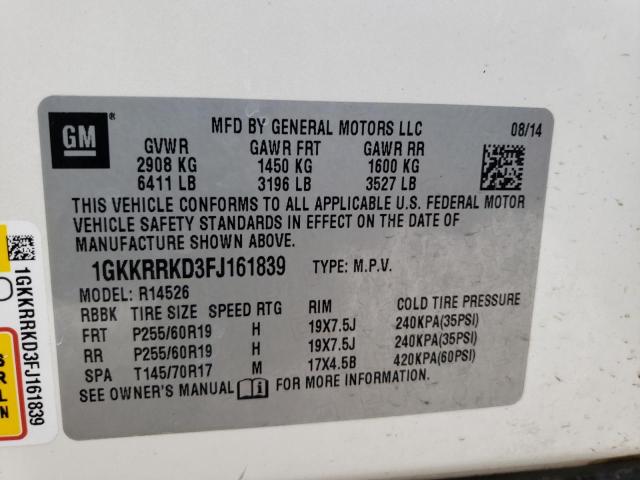 GM
MFD BY GENERAL MOTORS LLC 08/14
GVWR GAWR FRT GAWR RR
2908 KG 1450 KG 1600 KG
6411 LB 3196 LB 3527 LB
THIS VEHICLE CONFORMS TO ALL APPLICABLE U.S. FEDERAL MOTOR
VEHICLE SAFETY STANDARDS IN EFFECT ON THE DATE OF
MANUFACTURE SHOWN ABOVE.
1GKKRRKD3FJ161839 TYPE: M.P.V.
MODEL: R14526
RBBK TIRE SIZE SPEED RTG RIM COLD TIRE PRESSURE
FRT P255/60R19 H 19X7.5J 240KPA(35PSI)
RR P255/60R19 H 19X7.5J 240KPA(35PSI)
SPA T145/70R17 M 17X4.5B 420KPA(60PSI)
SEE OWNER'S MANUAL FOR MORE INFORMATION.
1GKKRRKD3FJ161839